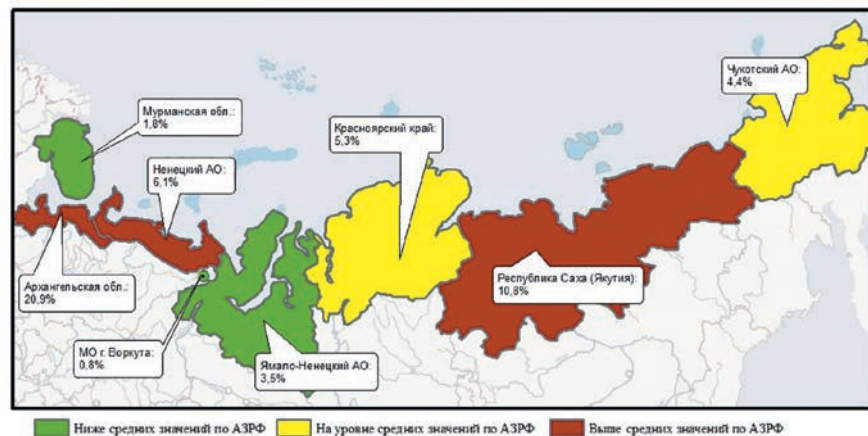 Мурманская обл.:
1,8%
Ненецкий АО:
6,1%
Архангельская обл.:
20,9%
МО г. Воркута:
0,8%
Ямало-Ненецкий АО:
3,5%
Красноярский край:
5,3%
Республика Саха (Якутия):
10,8%
Чукотский АО:
4,4%
Ниже средних значений по АЗРФ
На уровне средних значений по АЗРФ
Выше средних значений по АЗРФ